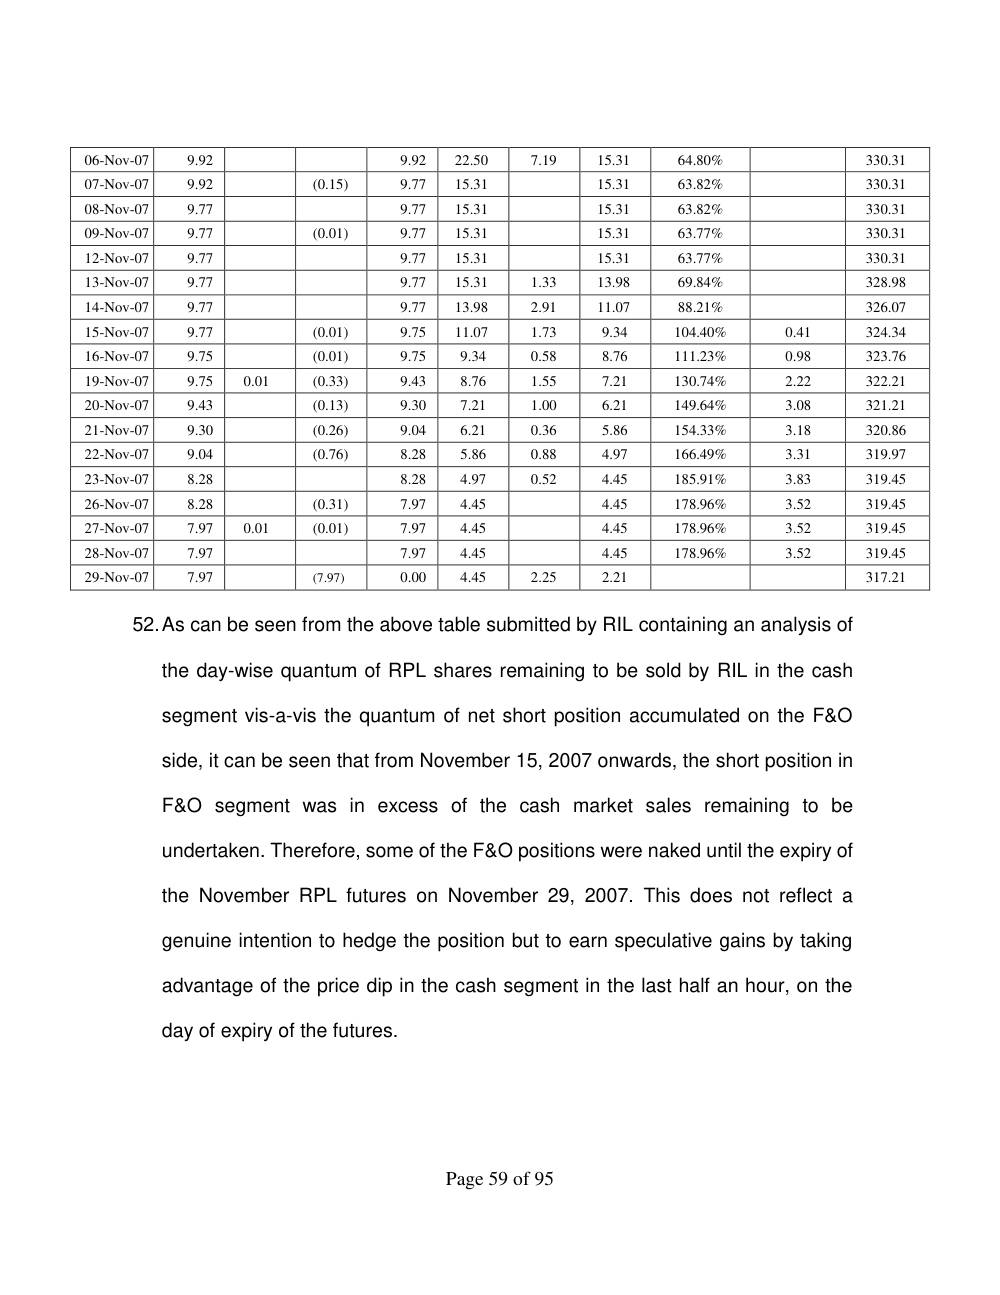 06-Nov-07 9.92 9.92 22.50 7.19 15.31 64.80% 330.31
07-Nov-07 9.92 (0.15) 9.77 15.31 15.31 63.82% 330.31
08-Nov-07 9.77 9.77 15.31 15.31 63.82% 330.31
09-Nov-07 9.77 (0.01) 9.77 15.31 15.31 63.77% 330.31
12-Nov-07 9.77 9.77 15.31 15.31 63.77% 330.31
13-Nov-07 9.77 9.77 15.31 1.33 13.98 69.84% 328.98
14-Nov-07 9.77 9.77 13.98 2.91 11.07 88.21% 326.07
15-Nov-07 9.77 (0.01) 9.75 11.07 1.73 9.34 104.40% 0.41 324.34
16-Nov-07 9.75 (0.01) 9.75 9.34 0.58 8.76 111.23% 0.98 323.76
19-Nov-07 9.75 0.01 (0.33) 9.43 8.76 1.55 7.21 130.74% 2.22 322.21
20-Nov-07 9.43 (0.13) 9.30 7.21 1.00 6.21 149.64% 3.08 321.21
21-Nov-07 9.30 (0.26) 9.04 6.21 0.36 5.86 154.33% 3.18 320.86
22-Nov-07 9.04 (0.76) 8.28 5.86 0.88 4.97 166.49% 3.31 319.97
23-Nov-07 8.28 8.28 4.97 0.52 4.45 185.91% 3.83 319.45
26-Nov-07 8.28 (0.31) 7.97 4.45 4.45 178.96% 3.52 319.45
27-Nov-07 7.97 0.01 (0.01) 7.97 4.45 4.45 178.96% 3.52 319.45
28-Nov-07 7.97 7.97 4.45 4.45 178.96% 3.52 319.45
29-Nov-07 7.97 (7.97) 0.00 4.45 2.25 2.21 317.21
52. As can be seen from the above table submitted by RIL containing an analysis of
the day-wise quantum of RPL shares remaining to be sold by RIL in the cash
segment vis-a-vis the quantum of net short position accumulated on the F&O
side, it can be seen that from November 15, 2007 onwards, the short position in
F&O segment was in excess of the cash market sales remaining to be
undertaken. Therefore, some of the F&O positions were naked until the expiry of
the November RPL futures on November 29, 2007. This does not reflect a
genuine intention to hedge the position but to earn speculative gains by taking
advantage of the price dip in the cash segment in the last half an hour, on the
day of expiry of the futures.
Page 59 of 95